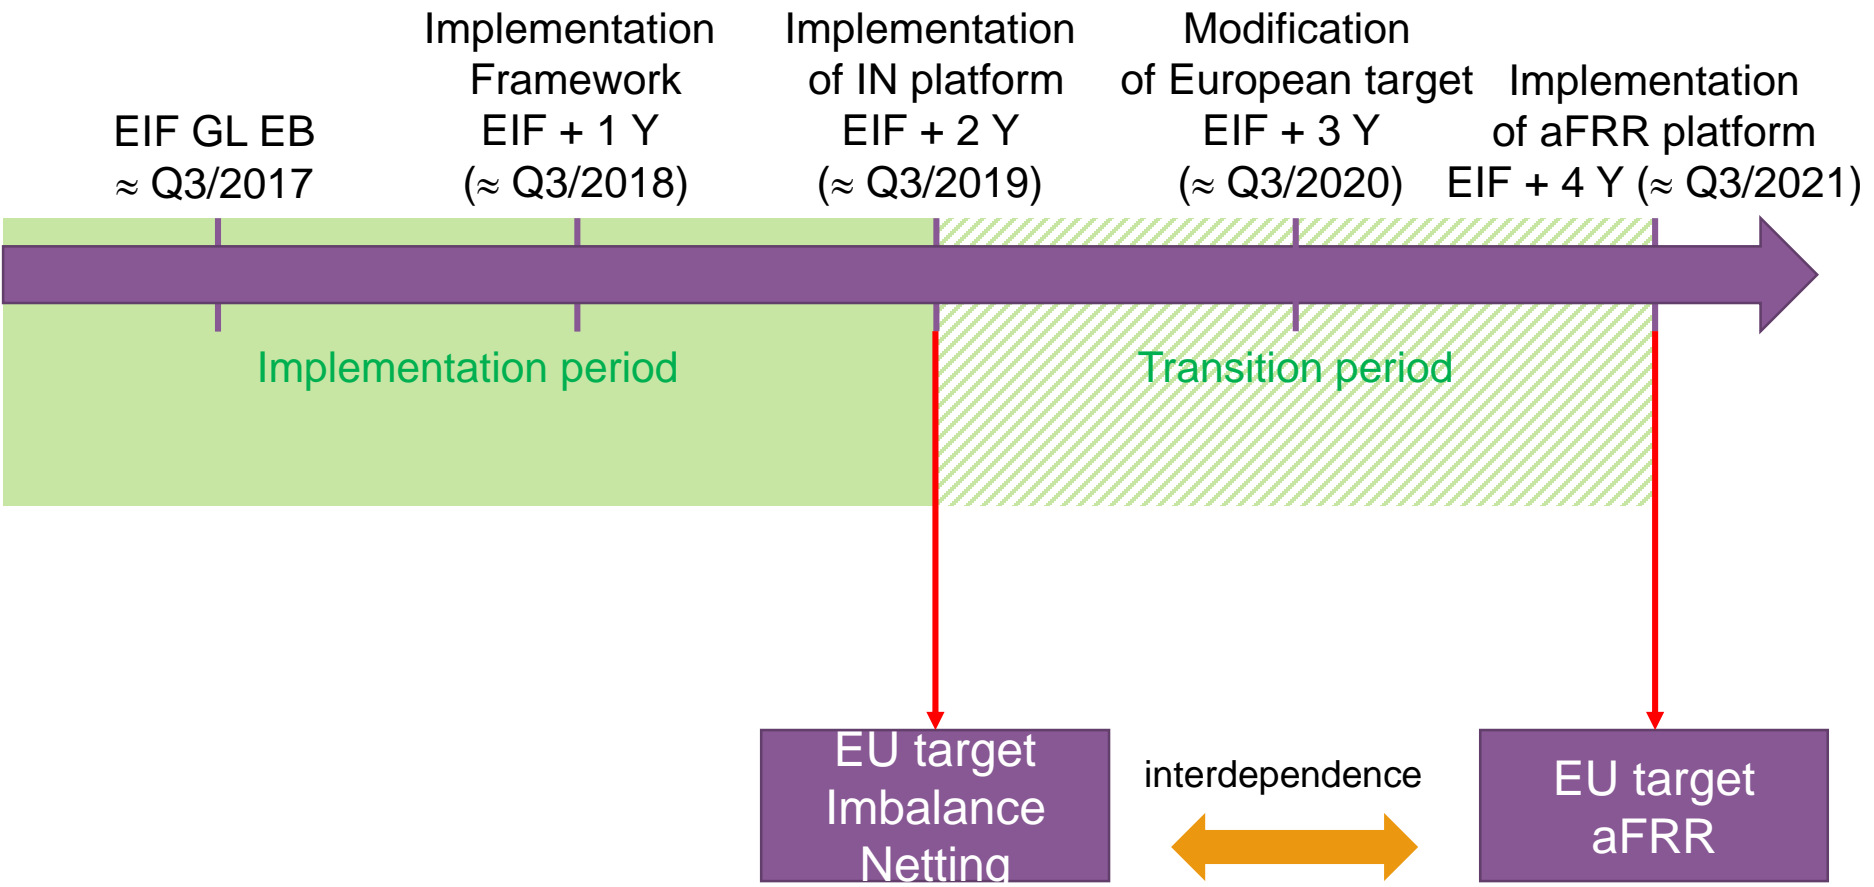 EIF GL EB
≈ Q3/2017
Implementation
Framework
EIF + 1 Y
(≈ Q3/2018)
Implementation
of IN platform
EIF + 2 Y
(≈ Q3/2019)
Modification
of European target
EIF + 3 Y
(≈ Q3/2020)
Implementation
of aFRR platform
EIF + 4 Y (≈ Q3/2021)
Implementation period
Transition period
EU target
Imbalance
Netting
interdependence
EU target
aFRR